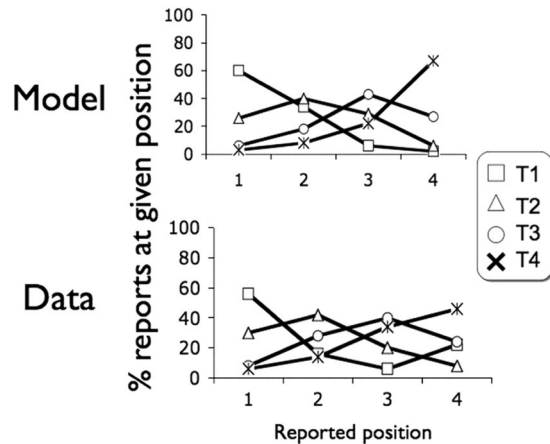 Model
% reports at given position
100
80
60
40
20
0
1 2 3 4
T1
T2
T3
T4
Data
100
80
60
40
20
0
1 2 3 4
Reported position